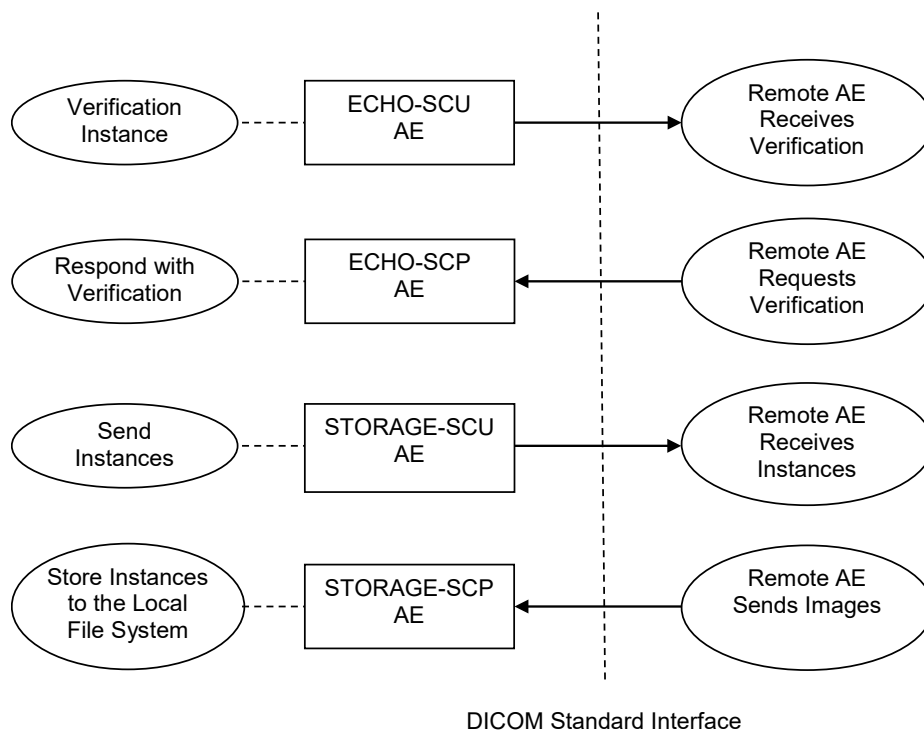 Verification
Instance
ECHO-SCU
AE
Remote AE
Receives
Verification
Respond with
Verification
ECHO-SCP
AE
Remote AE
Requests
Verification
Send
Instances
STORAGE-SCU
AE
Remote AE
Receives
Instances
Store Instances
to the Local
File System
STORAGE-SCP
AE
Remote AE
Sends Images
DICOM Standard Interface